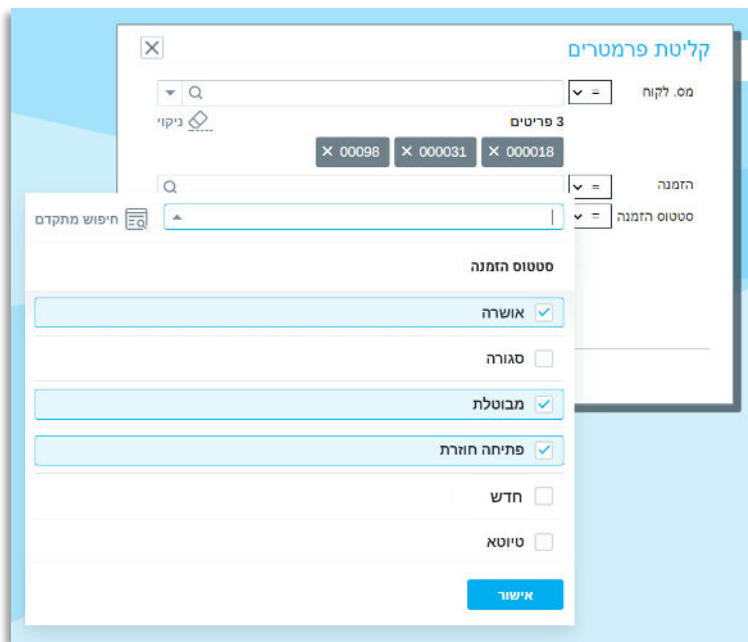 קליטת פרמטרים
מס. לקוח =
3 פריטים ניקוי
000018 000031 00098
הזמנה =
סטטוס הזמנה = חיפוש מתקדם
סטטוס הזמנה
אושרה
סגורה
מבוטלת
פתיחה חוזרת
חדש
טיוטא
אישור